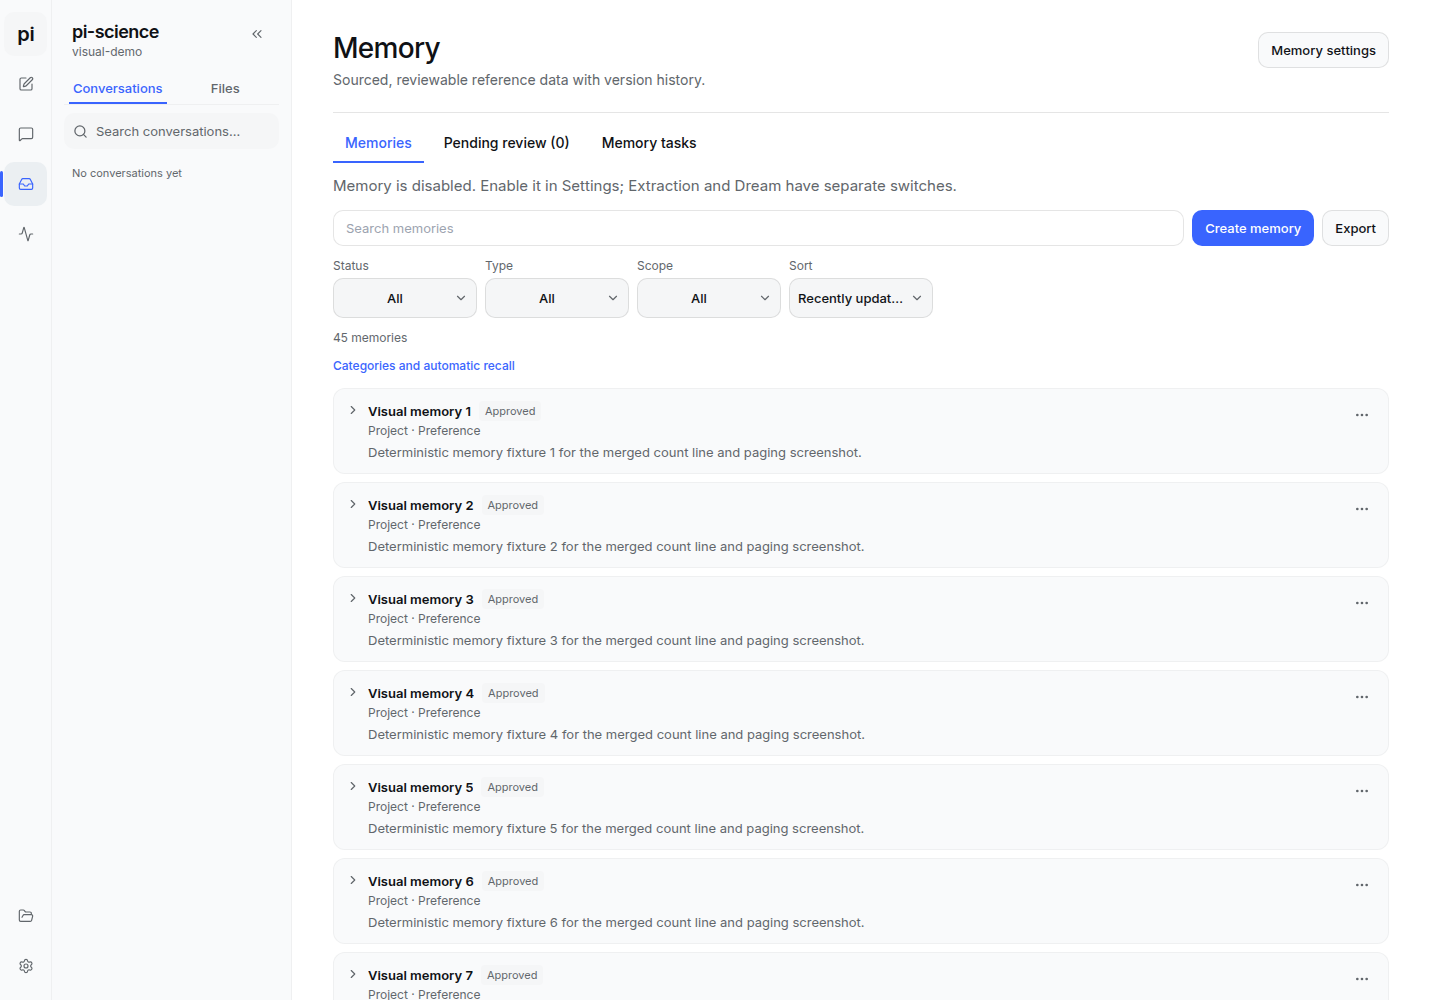 pi
pi-science
visual-demo
Conversations
Files
Search conversations...
No conversations yet
Memory
Memory settings
Sourced, reviewable reference data with version history.
Memories
Pending review (0)
Memory tasks
Memory is disabled. Enable it in Settings; Extraction and Dream have separate switches.
Search memories
Create memory
Export
Status
Type
Scope
Sort
All
All
All
Recently updat...
45 memories
Categories and automatic recall
Visual memory 1 Approved
Project · Preference
Deterministic memory fixture 1 for the merged count line and paging screenshot.
Visual memory 2 Approved
Project · Preference
Deterministic memory fixture 2 for the merged count line and paging screenshot.
Visual memory 3 Approved
Project · Preference
Deterministic memory fixture 3 for the merged count line and paging screenshot.
Visual memory 4 Approved
Project · Preference
Deterministic memory fixture 4 for the merged count line and paging screenshot.
Visual memory 5 Approved
Project · Preference
Deterministic memory fixture 5 for the merged count line and paging screenshot.
Visual memory 6 Approved
Project · Preference
Deterministic memory fixture 6 for the merged count line and paging screenshot.
Visual memory 7 Approved
Project · Preference